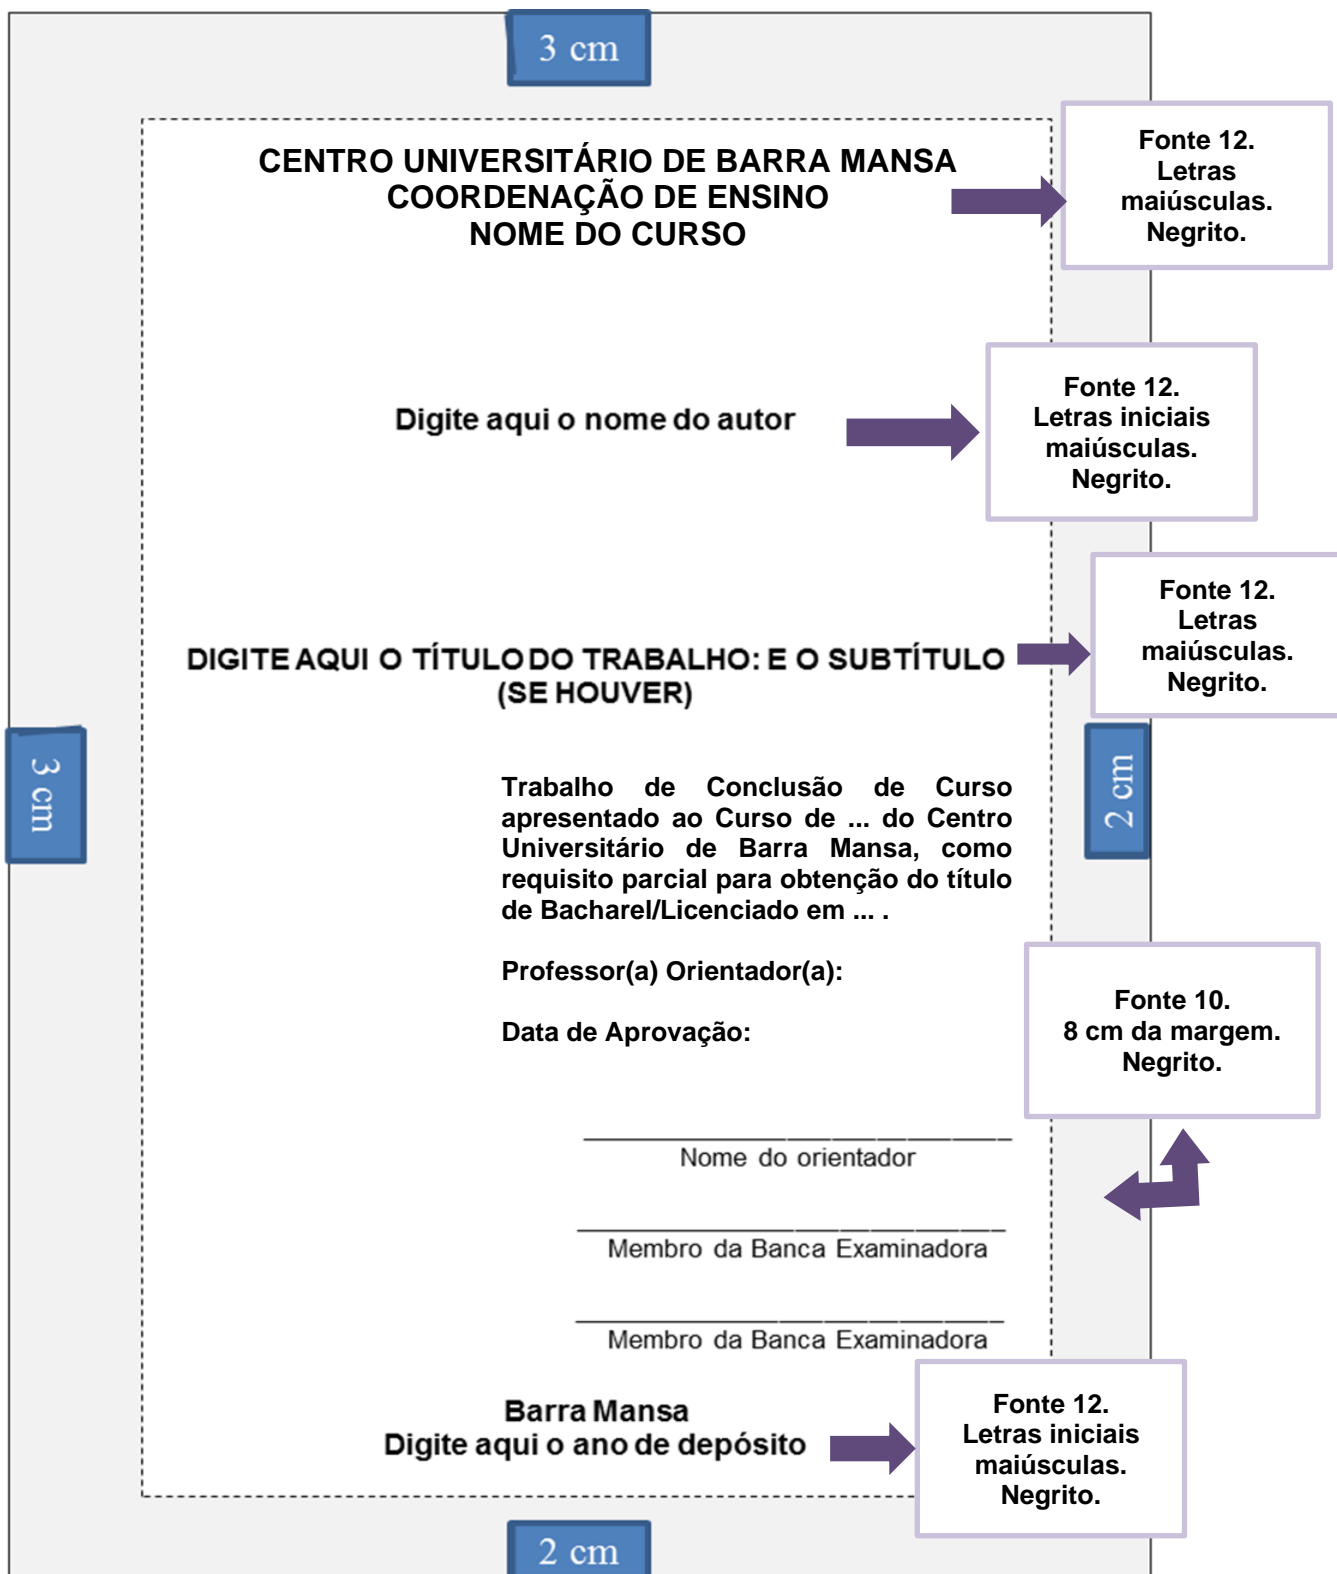 3 cm
CENTRO UNIVERSITÁRIO DE BARRA MANSA
COORDENAÇÃO DE ENSINO
NOME DO CURSO
Fonte 12.
Letras
maiúsculas.
Negrito.
Digite aqui o nome do autor
Fonte 12.
Letras iniciais
maiúsculas.
Negrito.
DIGITE AQUI O TÍTULO DO TRABALHO: E O SUBTÍTULO
(SE HOUVER)
Fonte 12.
Letras
maiúsculas.
Negrito.
3 cm
2 cm
Trabalho de Conclusão de Curso
apresentado ao Curso de ... do Centro
Universitário de Barra Mansa, como
requisito parcial para obtenção do título
de Bacharel/Licenciado em ... .
Professor(a) Orientador(a):
Data de Aprovação:
Fonte 10.
8 cm da margem.
Negrito.
Nome do orientador
Membro da Banca Examinadora
Membro da Banca Examinadora
Barra Mansa
Digite aqui o ano de depósito
Fonte 12.
Letras iniciais
maiúsculas.
Negrito.
2 cm